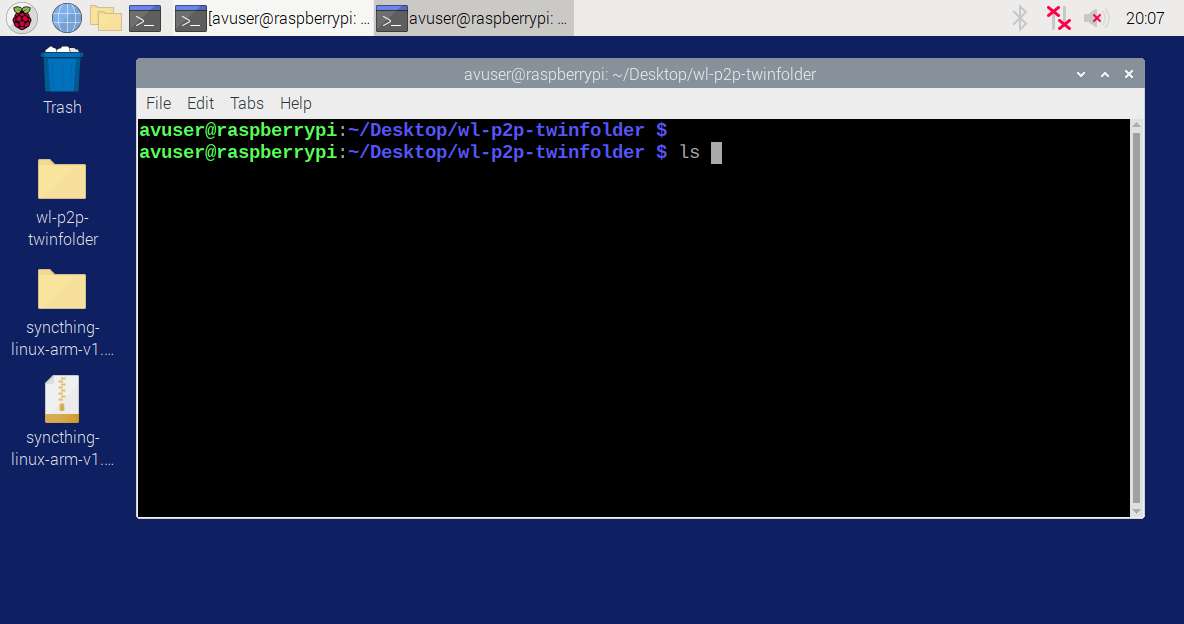 [avuser@raspberrypi: ...
avuser@raspberrypi: ...
20:07
Trash
wl-p2p-
twinfolder
syncthing-
linux-arm-v1....
syncthing-
linux-arm-v1....
avuser@raspberrypi: ~/Desktop/wl-p2p-twinfolder
File Edit Tabs Help
avuser@raspberrypi:~/Desktop/wl-p2p-twinfolder $
avuser@raspberrypi:~/Desktop/wl-p2p-twinfolder $ ls